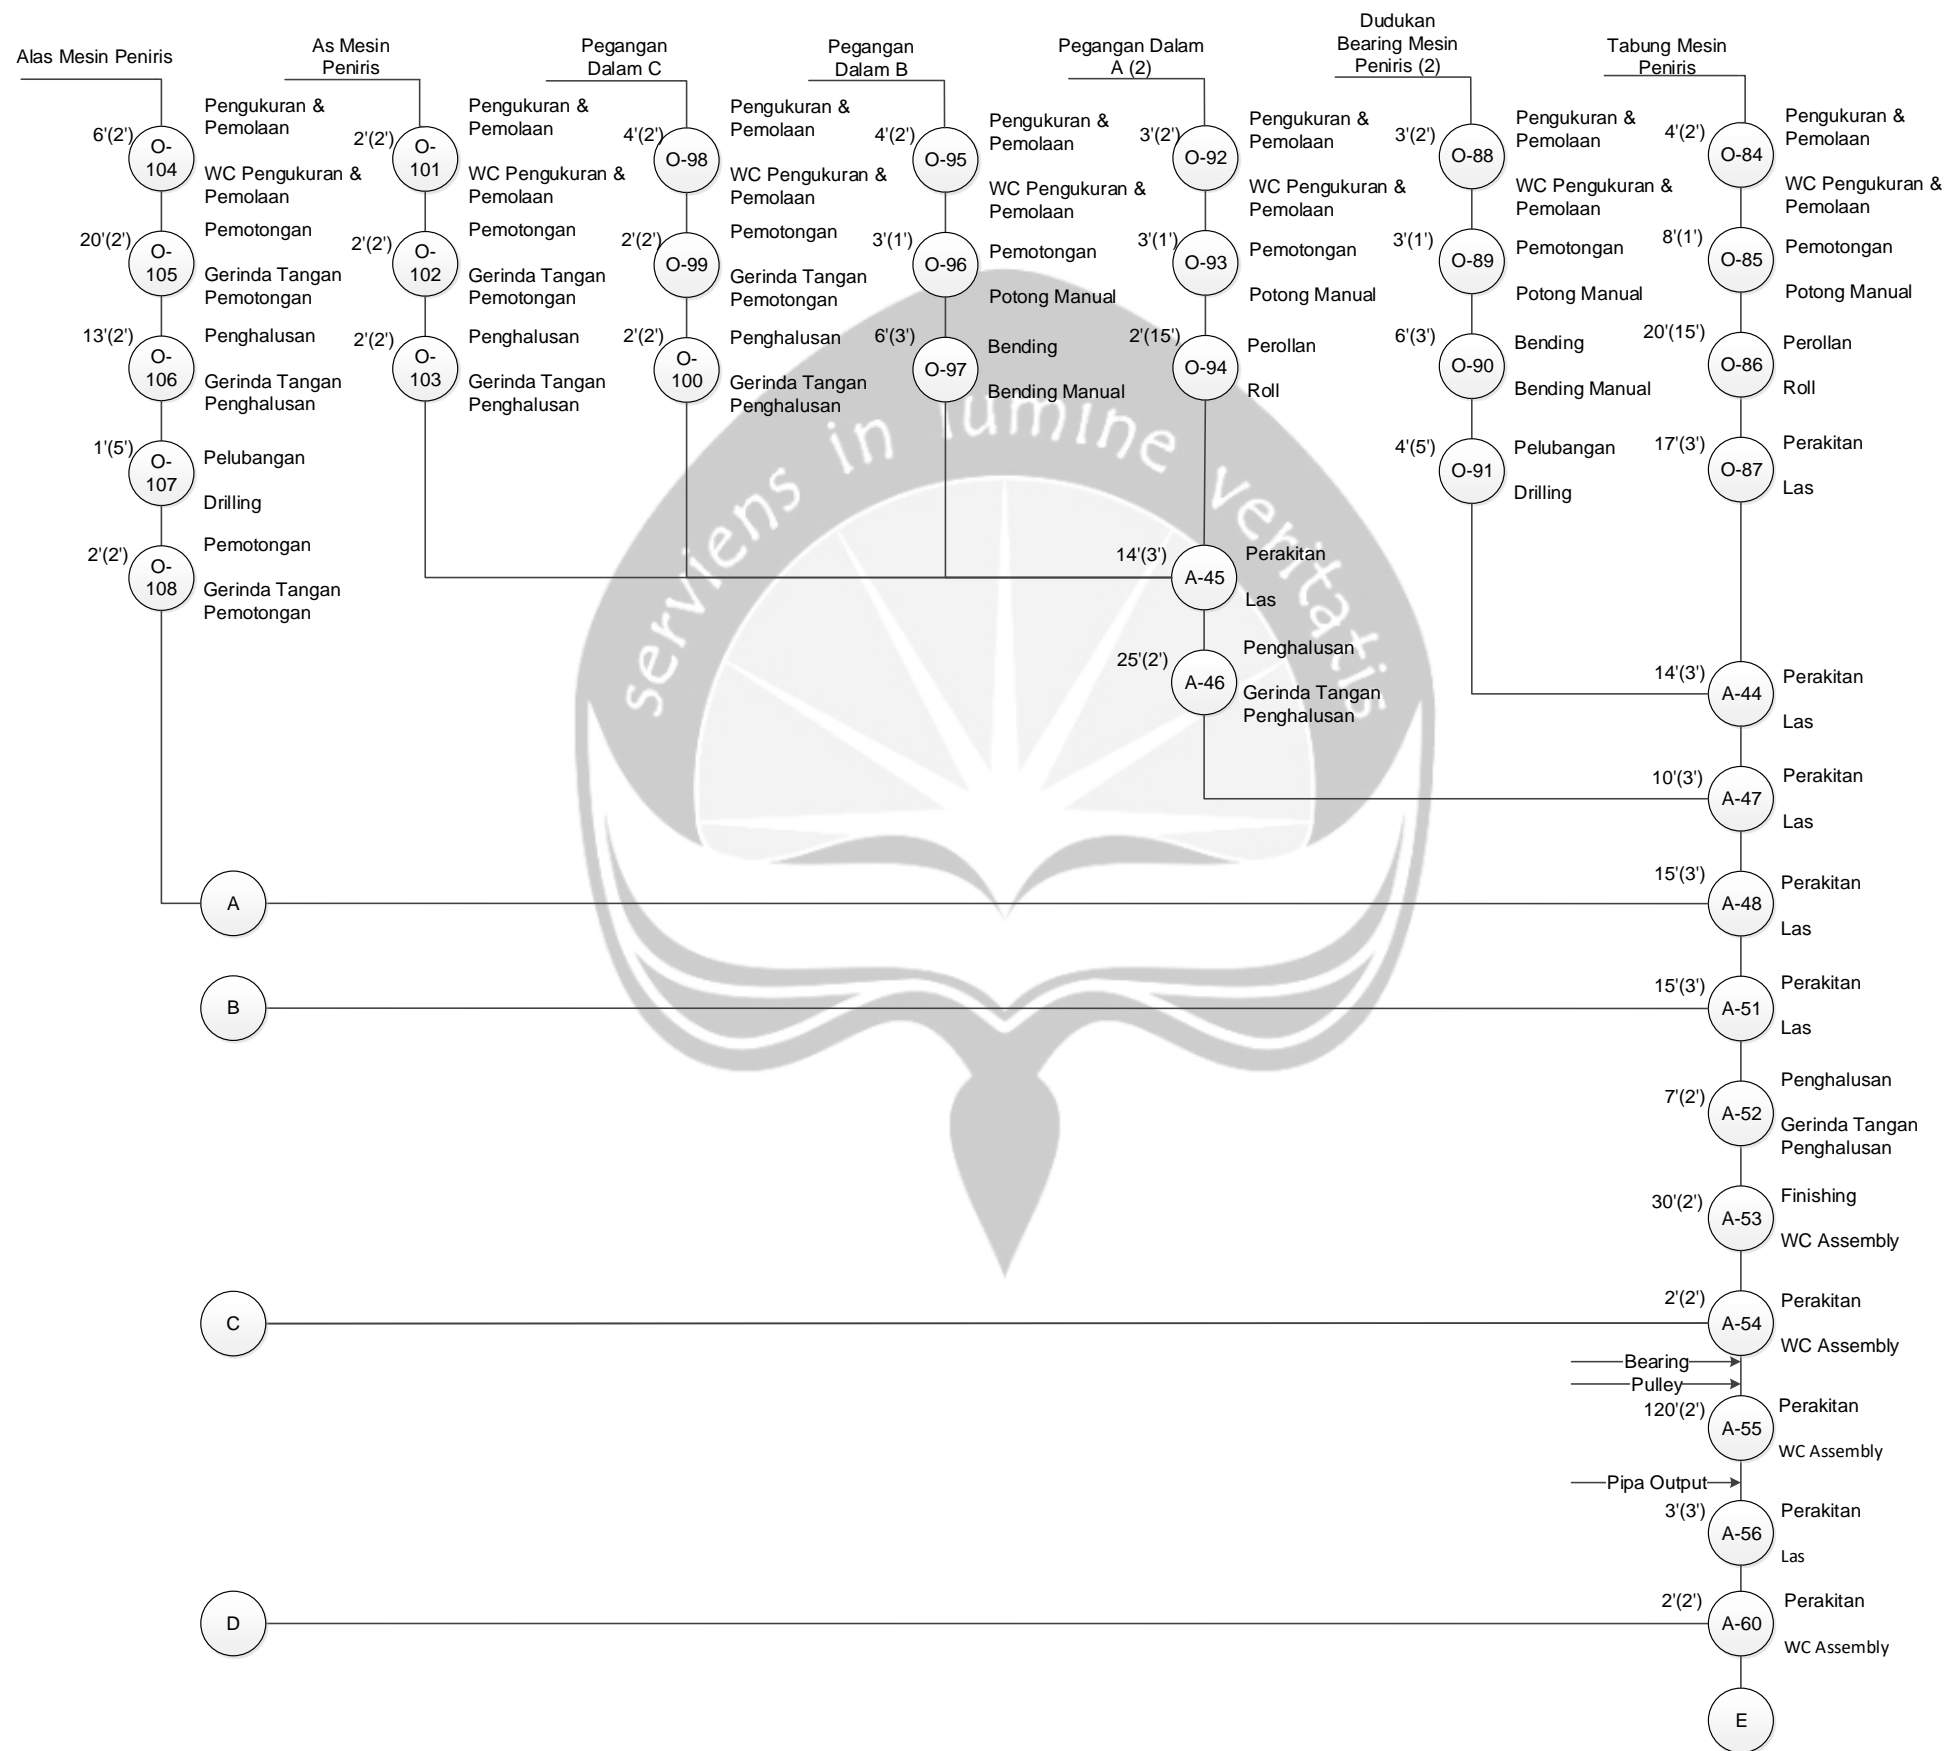 Alas Mesin Peniris
6'(2')
O-
104
Pengukuran &
Pemolaan
WC Pengukuran &
Pemolaan
20'(2')
O-
105
Pemotongan
Gerinda Tangan
Pemotongan
13'(2')
O-
106
Penghalusan
Gerinda Tangan
Penghalusan
1'(5')
O-
107
Pelubangan
Drilling
2'(2')
O-
108
Pemotongan
Gerinda Tangan
Pemotongan
As Mesin
Peniris
2'(2')
O-
101
Pengukuran &
Pemolaan
WC Pengukuran &
Pemolaan
2'(2')
O-
102
Pemotongan
Gerinda Tangan
Pemotongan
2'(2')
O-
103
Penghalusan
Gerinda Tangan
Penghalusan
Pegangan
Dalam C
4'(2')
O-98
Pengukuran &
Pemolaan
WC Pengukuran &
Pemolaan
2'(2')
O-99
Pemotongan
Gerinda Tangan
Pemotongan
2'(2')
O-
100
Penghalusan
Gerinda Tangan
Penghalusan
Pegangan
Dalam B
4'(2')
O-95
Pengukuran &
Pemolaan
WC Pengukuran &
Pemolaan
3'(1')
O-96
Pemotongan
Potong Manual
6'(3')
O-97
Bending
Bending Manual
Pegangan Dalam
A (2)
3'(2')
O-92
Pengukuran &
Pemolaan
WC Pengukuran &
Pemolaan
3'(1')
O-93
Pemotongan
Potong Manual
2'(15')
O-94
Perollan
Roll
14'(3')
A-45
Perakitan
Las
25'(2')
A-46
Penghalusan
Gerinda Tangan
Penghalusan
Dudukan
Bearing Mesin
Peniris (2)
3'(2')
O-88
Pengukuran &
Pemolaan
WC Pengukuran &
Pemolaan
3'(1')
O-89
Pemotongan
Potong Manual
6'(3')
O-90
Bending
Bending Manual
4'(5')
O-91
Pelubangan
Drilling
Tabung Mesin
Peniris
4'(2')
O-84
Pengukuran &
Pemolaan
WC Pengukuran &
Pemolaan
8'(1')
O-85
Pemotongan
Potong Manual
20'(15')
O-86
Perollan
Roll
17'(3')
O-87
Perakitan
Las
14'(3')
A-44
Perakitan
Las
10'(3')
A-47
Perakitan
Las
A
15'(3')
A-48
Perakitan
Las
B
15'(3')
A-51
Perakitan
Las
7'(2')
A-52
Penghalusan
Gerinda Tangan
Penghalusan
30'(2')
A-53
Finishing
WC Assembly
C
2'(2')
A-54
Perakitan
WC Assembly
Bearing
Pulley
120'(2')
A-55
Perakitan
WC Assembly
Pipa Output
3'(3')
A-56
Perakitan
Las
D
2'(2')
A-60
Perakitan
WC Assembly
E
serviens in lumine veritatis